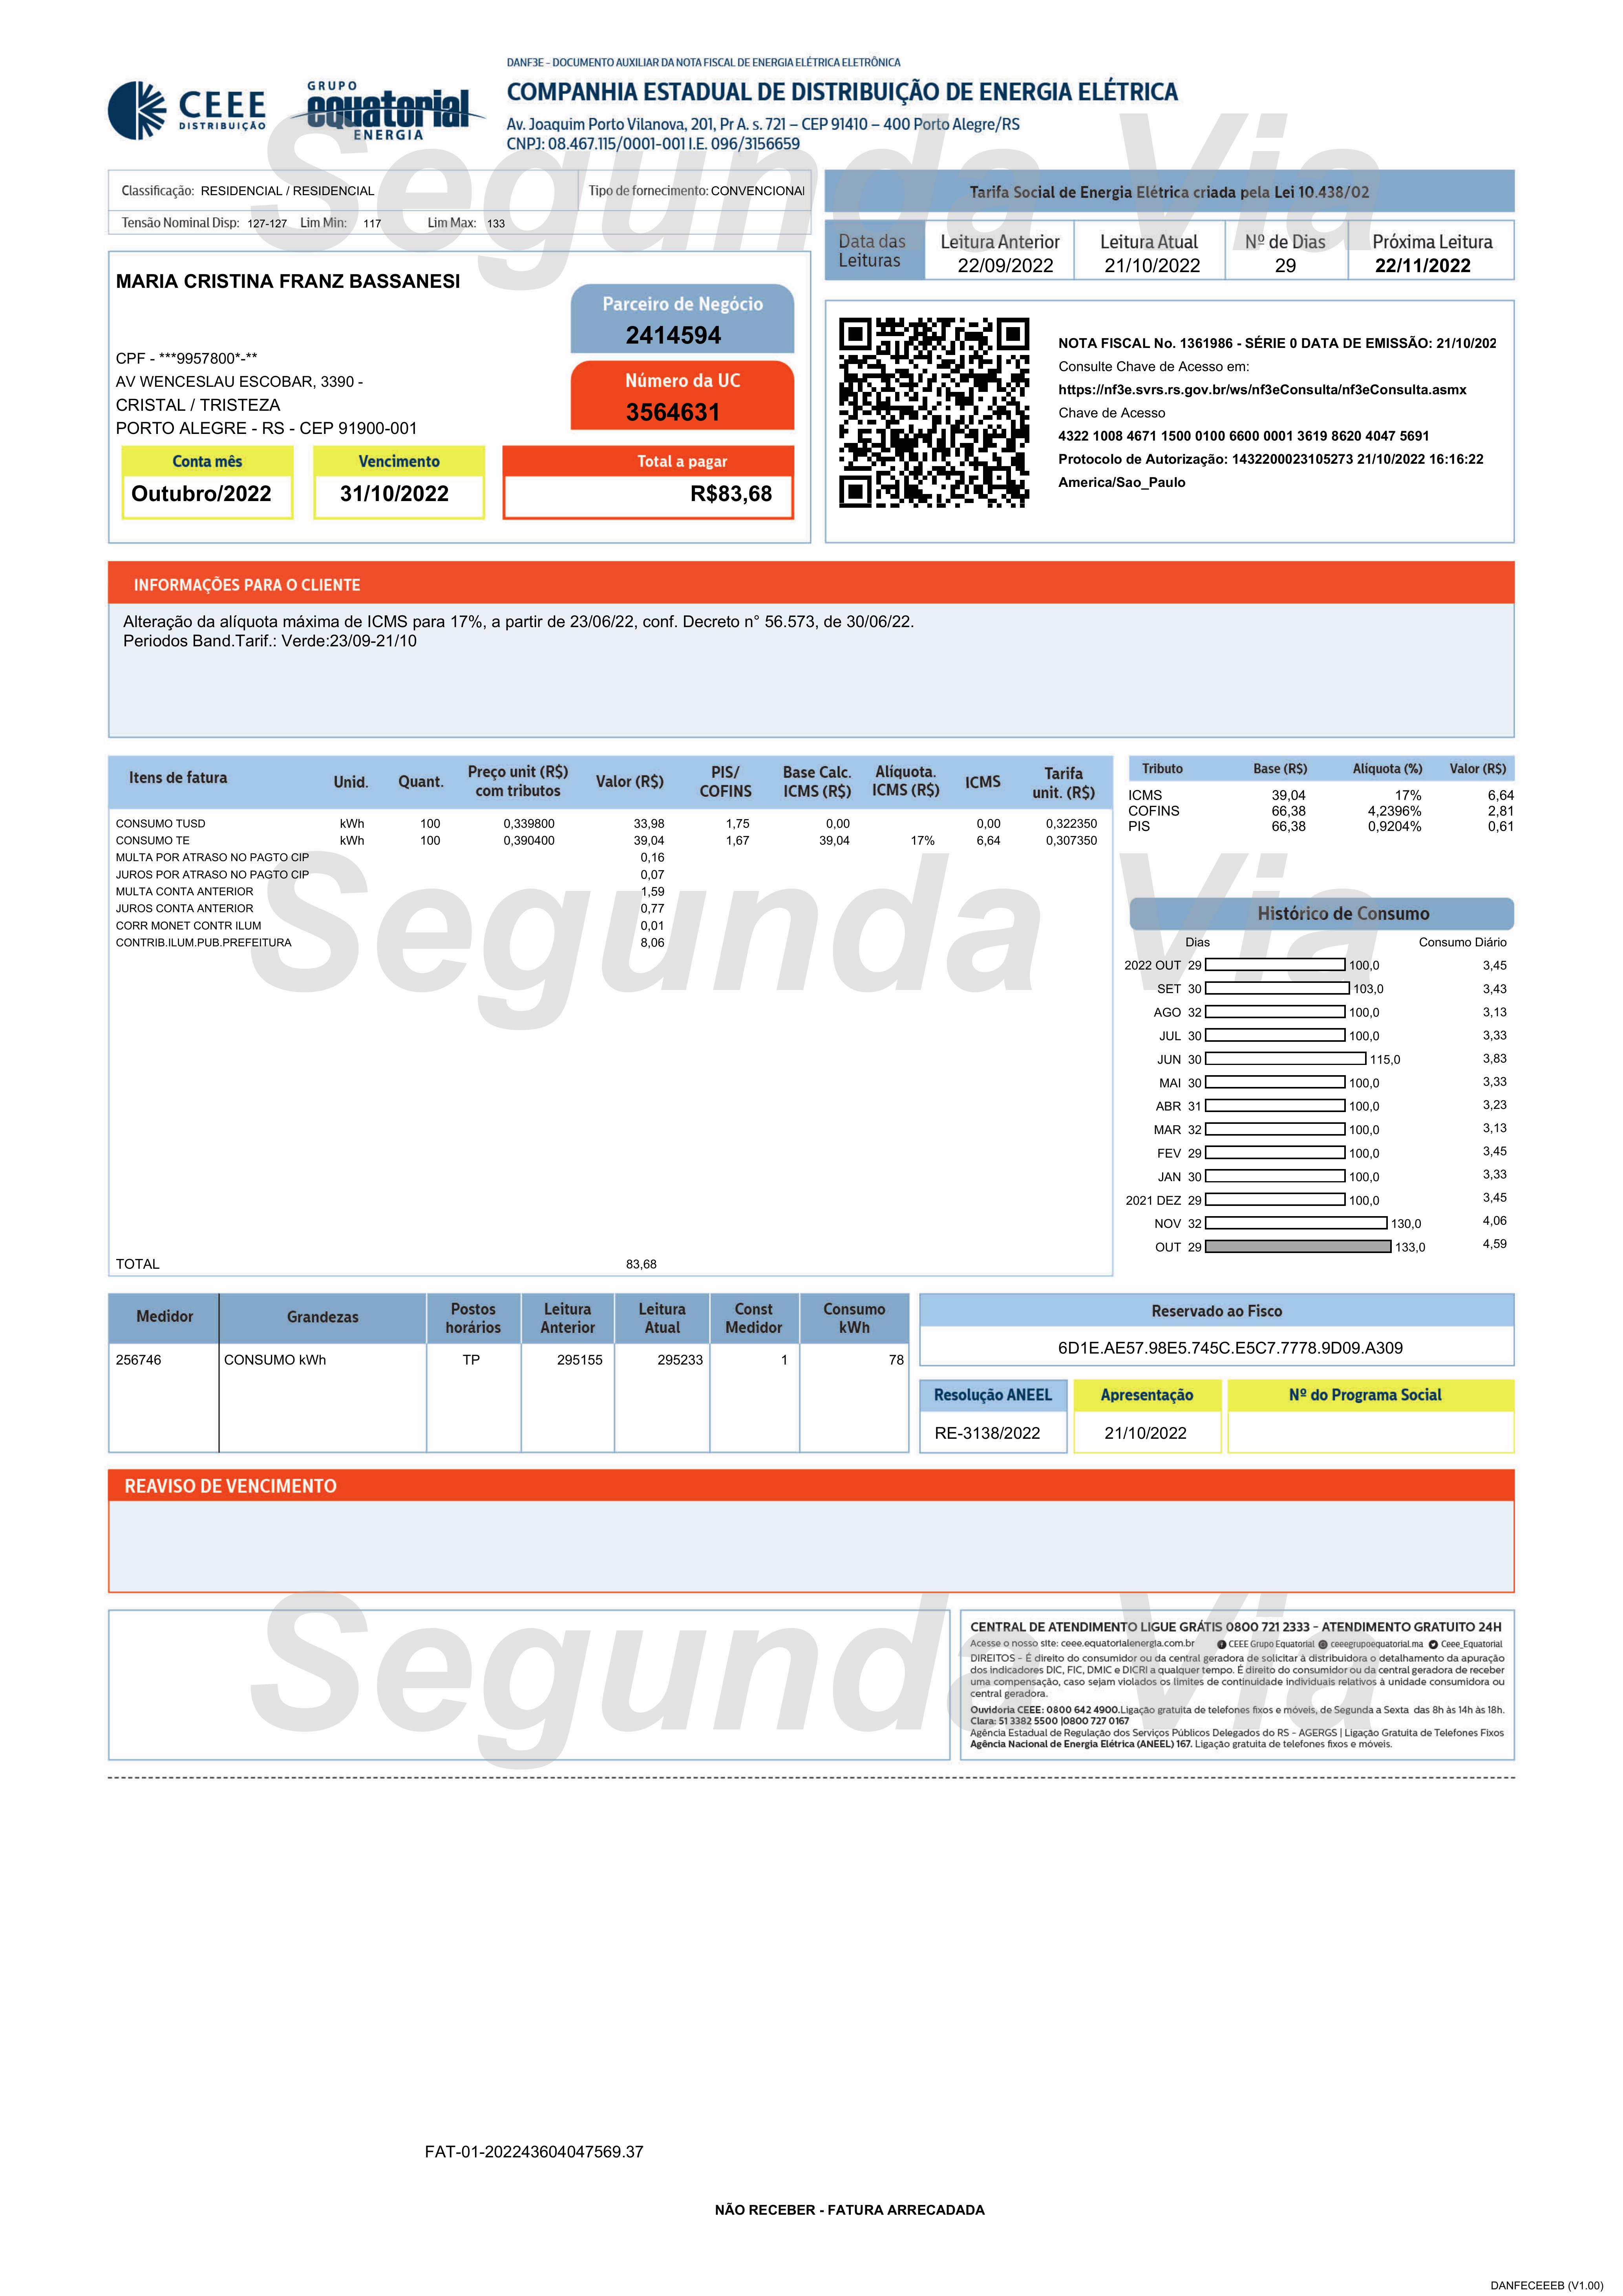 DANF3E - DOCUMENTO AUXILIAR DA NOTA FISCAL DE ENERGIA ELÉTRICA ELETRÔNICA
CEEE
DISTRIBUIÇÃO
GRUPO
equatorial
ENERGIA
COMPANHIA ESTADUAL DE DISTRIBUIÇÃO DE ENERGIA ELÉTRICA
Av. Joaquim Porto Vilanova, 201, Pr A. s. 721 – CEP 91410 – 400 Porto Alegre/RS
CNPJ: 08.467.115/0001-001 I.E. 096/3156659
Segunda Via
Classificação: RESIDENCIAL / RESIDENCIAL Tipo de fornecimento: CONVENCIONAL
Tensão Nominal Disp: 127-127 Lim Min: 117 Lim Max: 133
Tarifa Social de Energia Elétrica criada pela Lei 10.438/02
Data das Leituras Leitura Anterior Leitura Atual Nº de Dias Próxima Leitura
22/09/2022 21/10/2022 29 22/11/2022
MARIA CRISTINA FRANZ BASSANESI
Parceiro de Negócio
2414594
CPF - ***9957800*-**
AV WENCESLAU ESCOBAR, 3390 -
CRISTAL / TRISTEZA
PORTO ALEGRE - RS - CEP 91900-001
Número da UC
3564631
Conta mês Vencimento Total a pagar
Outubro/2022 31/10/2022 R$83,68
NOTA FISCAL No. 1361986 - SÉRIE 0 DATA DE EMISSÃO: 21/10/202
Consulte Chave de Acesso em:
https://nf3e.svrs.rs.gov.br/ws/nf3eConsulta/nf3eConsulta.asmx
Chave de Acesso
4322 1008 4671 1500 0100 6600 0001 3619 8620 4047 5691
Protocolo de Autorização: 1432200023105273 21/10/2022 16:16:22
America/Sao_Paulo
INFORMAÇÕES PARA O CLIENTE
Alteração da alíquota máxima de ICMS para 17%, a partir de 23/06/22, conf. Decreto n° 56.573, de 30/06/22.
Periodos Band.Tarif.: Verde:23/09-21/10
Itens de fatura Unid. Quant. Preço unit (R$) com tributos Valor (R$) PIS/ COFINS Base Calc. ICMS (R$) Alíquota. ICMS (R$) ICMS Tarifa unit. (R$)
CONSUMO TUSD kWh 100 0,339800 33,98 1,75 0,00 0,00 0,322350
CONSUMO TE kWh 100 0,390400 39,04 1,67 39,04 17% 6,64 0,307350
MULTA POR ATRASO NO PAGTO CIP 0,16
JUROS POR ATRASO NO PAGTO CIP 0,07
MULTA CONTA ANTERIOR 1,59
JUROS CONTA ANTERIOR 0,77
CORR MONET CONTR ILUM 0,01
CONTRIB.ILUM.PUB.PREFEITURA 8,06
TOTAL 83,68
Segunda Via
Tributo Base (R$) Alíquota (%) Valor (R$)
ICMS 39,04 17% 6,64
COFINS 66,38 4,2396% 2,81
PIS 66,38 0,9204% 0,61
Histórico de Consumo
Dias Consumo Diário
2022 OUT 29 100,0 3,45
SET 30 103,0 3,43
AGO 32 100,0 3,13
JUL 30 100,0 3,33
JUN 30 115,0 3,83
MAI 30 100,0 3,33
ABR 31 100,0 3,23
MAR 32 100,0 3,13
FEV 29 100,0 3,45
JAN 30 100,0 3,33
2021 DEZ 29 100,0 3,45
NOV 32 130,0 4,06
OUT 29 133,0 4,59
Medidor Grandezas Postos horários Leitura Anterior Leitura Atual Const Medidor Consumo kWh
256746 CONSUMO kWh TP 295155 295233 1 78
Reservado ao Fisco
6D1E.AE57.98E5.745C.E5C7.7778.9D09.A309
Resolução ANEEL Apresentação Nº do Programa Social
RE-3138/2022 21/10/2022
REAVISO DE VENCIMENTO
Segunda Via
CENTRAL DE ATENDIMENTO LIGUE GRÁTIS 0800 721 2333 - ATENDIMENTO GRATUITO 24H
Acesse o nosso site: ceee.equatorialenergia.com.br CEEE Grupo Equatorial ceeegrupoequatorial.ma Ceee_Equatorial
DIREITOS - É direito do consumidor ou da central geradora de solicitar à distribuidora o detalhamento da apuração
dos indicadores DIC, FIC, DMIC e DICRI a qualquer tempo. É direito do consumidor ou da central geradora de receber
uma compensação, caso sejam violados os limites de continuidade individuais relativos à unidade consumidora ou
central geradora.
Ouvidoria CEEE: 0800 642 4900.Ligação gratuita de telefones fixos e móveis, de Segunda a Sexta das 8h às 14h às 18h.
Clara: 51 3382 5500 |0800 727 0167
Agência Estadual de Regulação dos Serviços Públicos Delegados do RS - AGERGS | Ligação Gratuita de Telefones Fixos
Agência Nacional de Energia Elétrica (ANEEL) 167. Ligação gratuita de telefones fixos e móveis.
FAT-01-202243604047569.37
NÃO RECEBER - FATURA ARRECADADA
DANFECEEEB (V1.00)